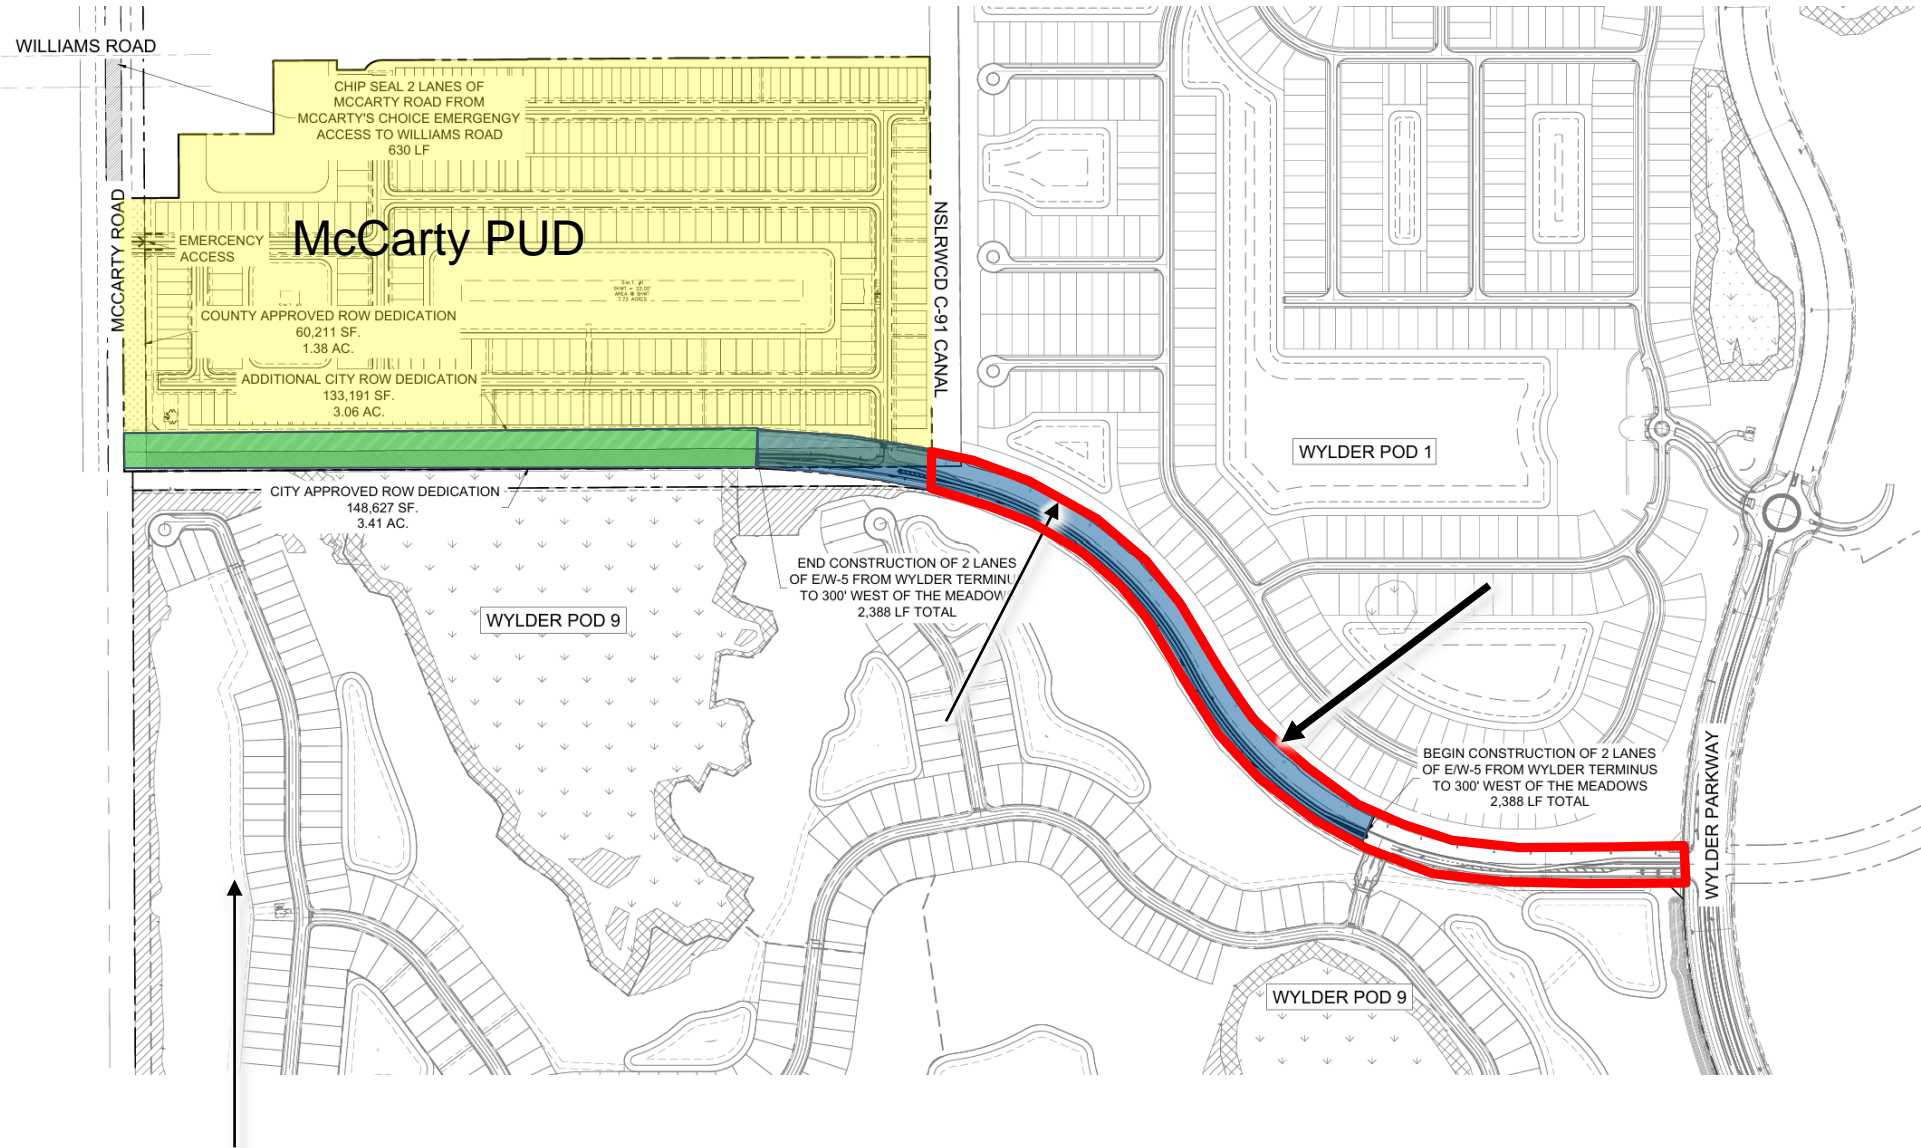 WILLIAMS ROAD
CHIP SEAL 2 LANES OF
MCCARTY ROAD FROM
MCCARTY'S CHOICE EMERGENGY
ACCESS TO WILLIAMS ROAD
630 LF
MCCARTY ROAD
McCarty PUD
EMERCENCY
ACCESS
NSLRWCD C-91 CANAL
COUNTY APPROVED ROW DEDICATION
60,211 SF.
1.38 AC.
ADDITIONAL CITY ROW DEDICATION
133,191 SF.
3.06 AC.
WYLDER POD 1
CITY APPROVED ROW DEDICATION
148,627 SF.
3.41 AC.
END CONSTRUCTION OF 2 LANES
OF E/W-5 FROM WYLDER TERMINU
TO 300' WEST OF THE MEADOW
2,388 LF TOTAL
WYLDER POD 9
BEGIN CONSTRUCTION OF 2 LANES
OF E/W-5 FROM WYLDER TERMINUS
TO 300' WEST OF THE MEADOWS
2,388 LF TOTAL
WYLDER PARKWAY
WYLDER POD 9